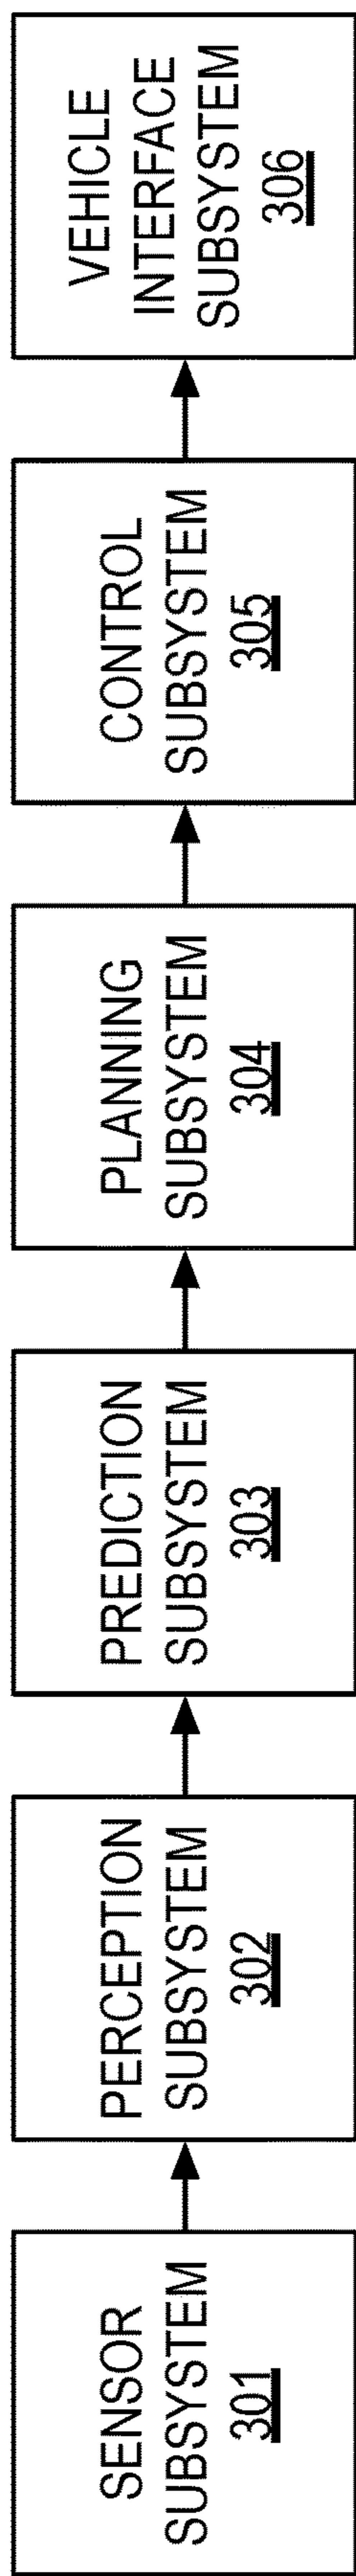 SENSOR
SUBSYSTEM
301
PERCEPTION
SUBSYSTEM
302
PREDICTION
SUBSYSTEM
303
PLANNING
SUBSYSTEM
304
CONTROL
SUBSYSTEM
305
VEHICLE
INTERFACE
SUBSYSTEM
306